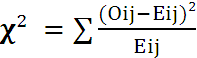 χ² = ∑ (Oij−Eij)² / Eij